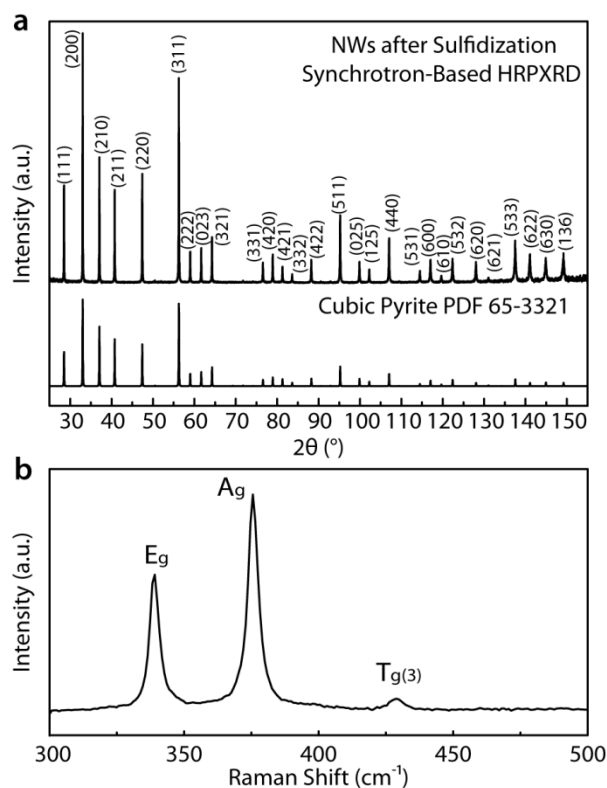 a
NWs after Sulfidization
Synchrotron-Based HRPXRD
Intensity (a.u.)
(111)
(200)
(210)
(211)
(220)
(311)
(222)
(023)
(321)
(331)
(420)
(421)
(332)
(422)
(511)
(025)
(125)
(440)
(531)
(600)
(610)
(532)
(620)
(621)
(533)
(622)
(630)
(136)
Cubic Pyrite PDF 65-3321
30 40 50 60 70 80 90 100 110 120 130 140 150
2θ (°)
b
Intensity (a.u.)
Eg
Ag
Tg(3)
300 350 400 450 500
Raman Shift (cm⁻¹)